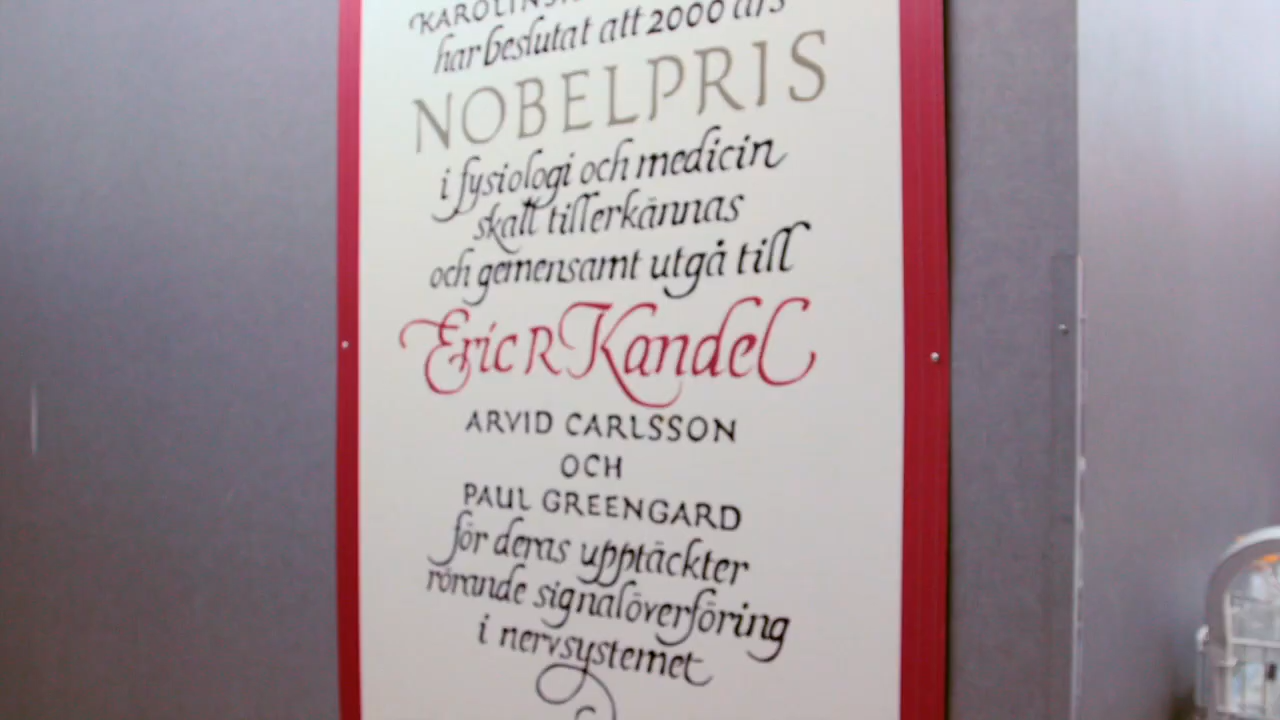 har beslutat att 2000 års
NOBELPRIS
i fysiologi och medicin
skall tillerkännas
och gemensamt utgå till
Eric R Kandel
ARVID CARLSSON
OCH
PAUL GREENGARD
för deras upptäckter
rörande signalöverföring
i nervsystemet